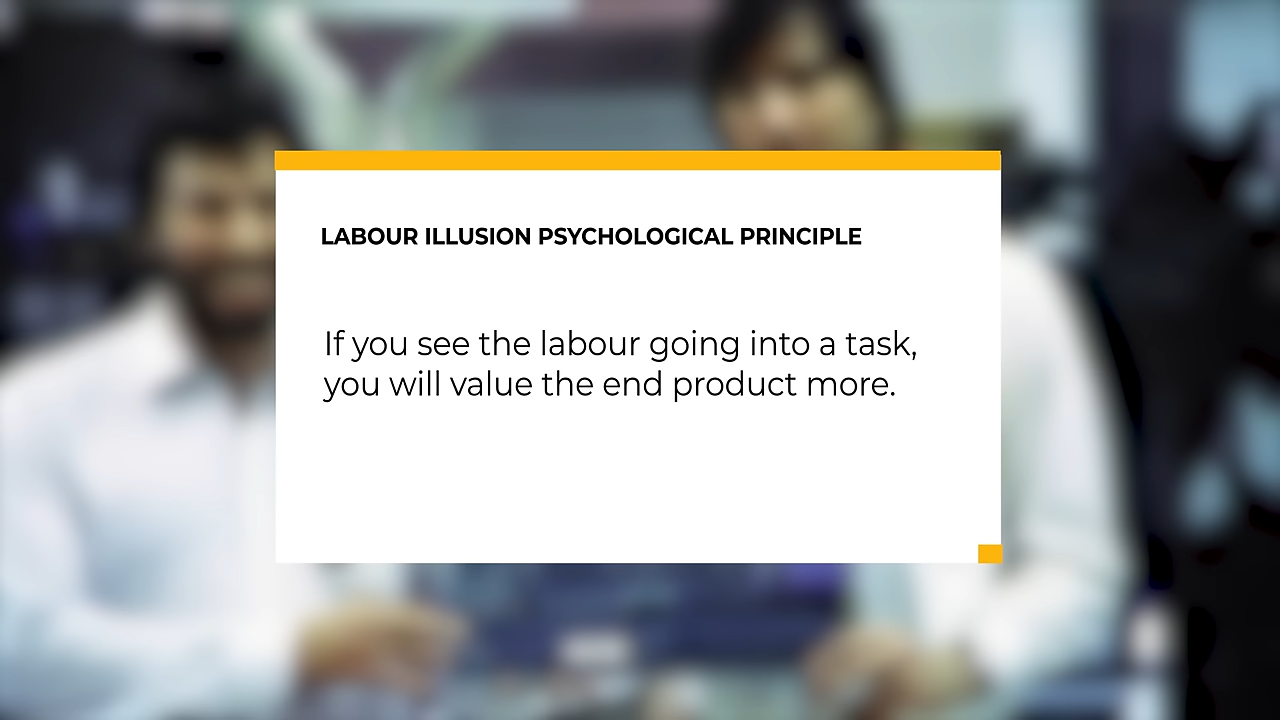 LABOUR ILLUSION PSYCHOLOGICAL PRINCIPLE
If you see the labour going into a task,
you will value the end product more.